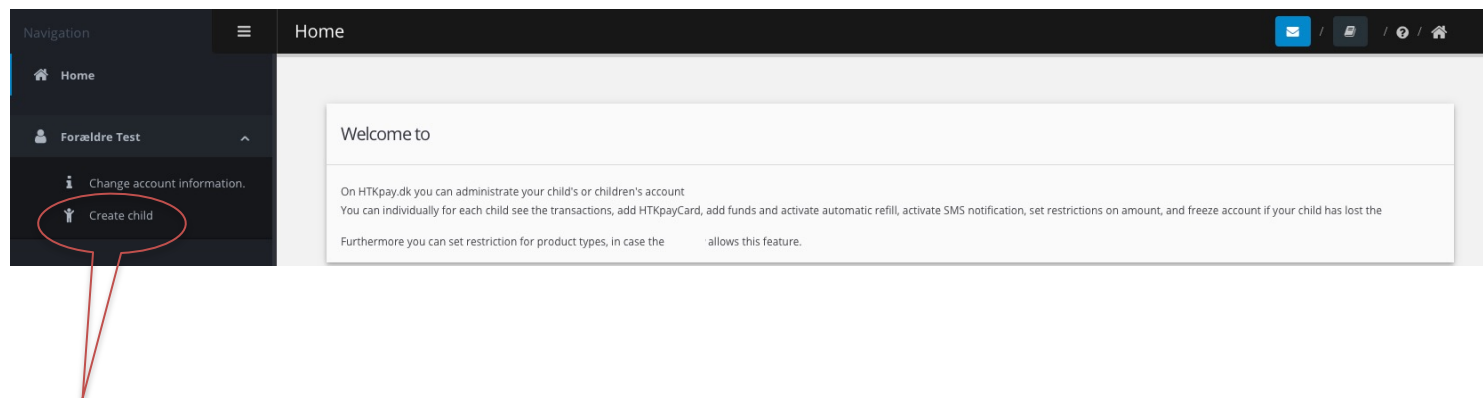 Navigation
Home
Home
Forældre Test
Change account information.
Create child
Welcome to
On HTKpay.dk you can administrate your child's or children's account
You can individually for each child see the transactions, add HTKpayCard, add funds and activate automatic refill, activate SMS notification, set restrictions on amount, and freeze account if your child has lost the
Furthermore you can set restriction for product types, in case the allows this feature.